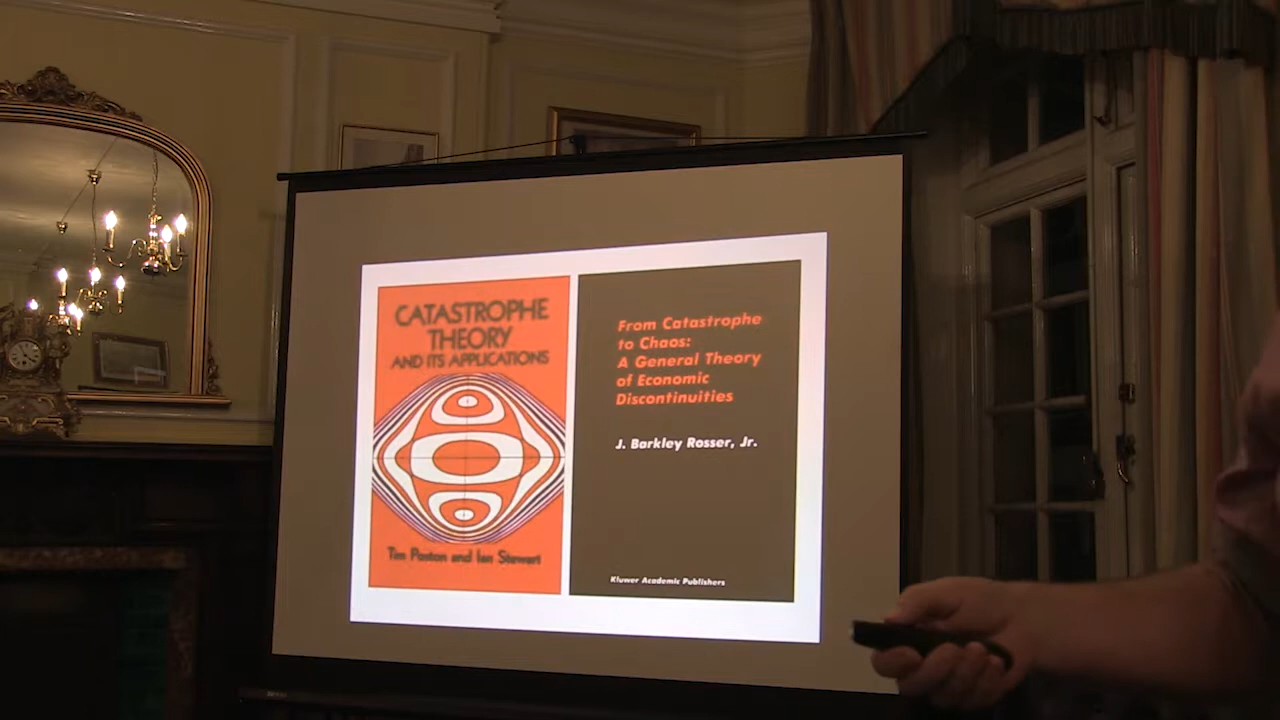 CATASTROPHE
THEORY
AND ITS APPLICATIONS
Tim Poston and Ian Stewart
From Catastrophe
to Chaos:
A General Theory
of Economic
Discontinuities
J. Barkley Rosser, Jr.
Kluwer Academic Publishers